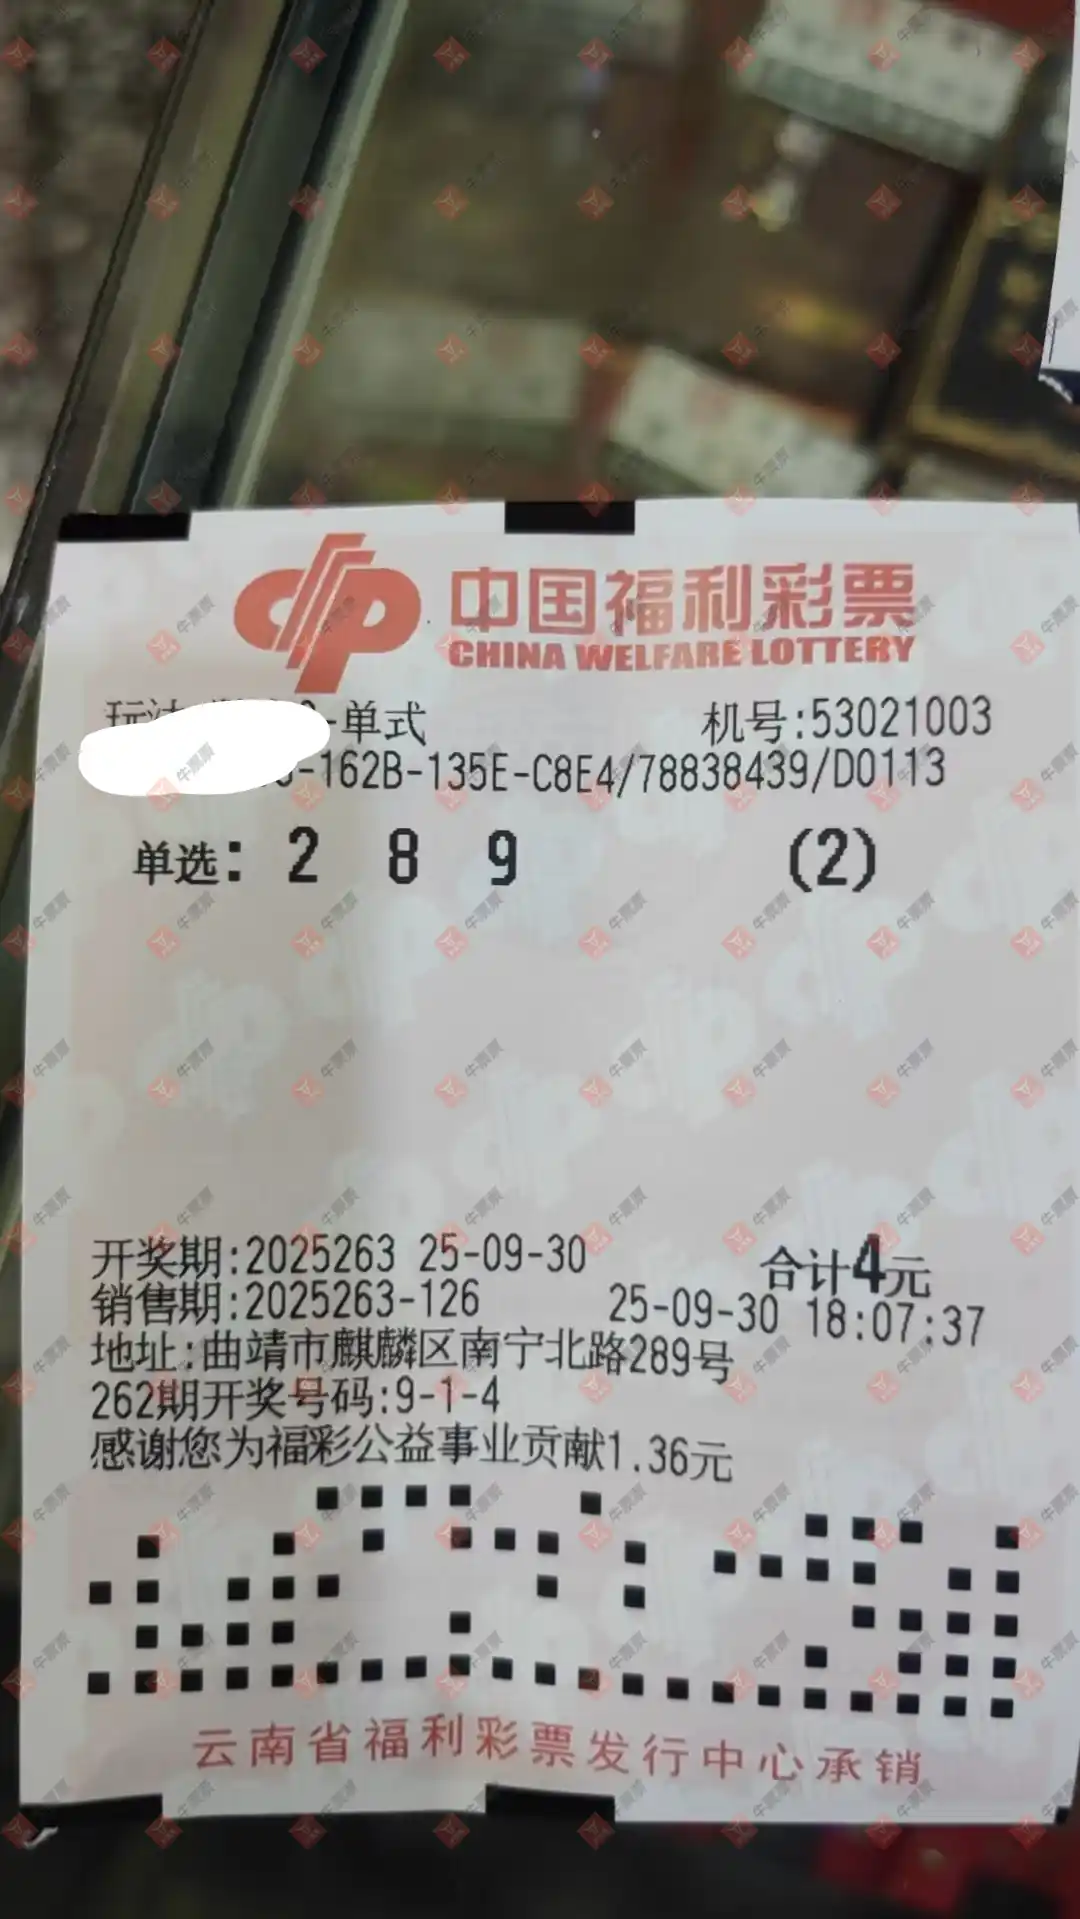 中国福利彩票
CHINA WELFARE LOTTERY
-单式 机号:53021003
-162B-135E-C8E4/78838439/D0113
单选: 2 8 9 (2)
开奖期:2025263 25-09-30 合计4元
销售期:2025263-126 25-09-30 18:07:37
地址:曲靖市麒麟区南宁北路289号
262期开奖号码:9-1-4
感谢您为福彩公益事业贡献1.36元
云南省福利彩票发行中心承销
牛票票